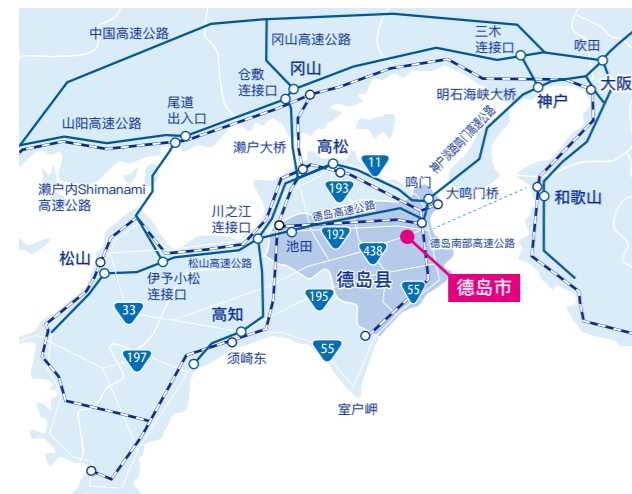 中国高速公路
冈山高速公路
三木
连接口
吹田
仓敷
连接口
冈山
大阪
尾道
出入口
明石海峡大桥
神户
山阳高速公路
濑户大桥
高松
11
神户淡路鸣门高速公路
193
鸣门
大鸣门桥
濑户内Shimanami
高速公路
和歌山
川之江
连接口
德岛高速公路
192
池田
438
德岛南部高速公路
松山
松山高速公路
伊予小松
连接口
德岛县
德岛市
195
55
33
高知
197
须崎东
55
室户岬